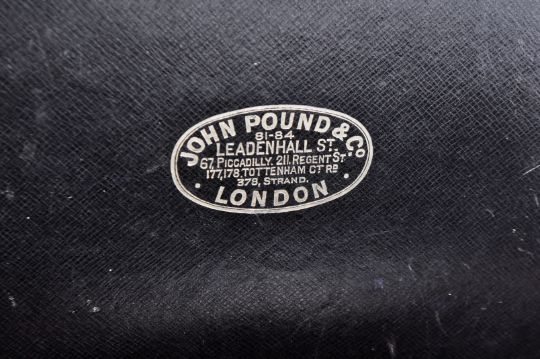 JOHN POUND & Co
81-84
LEADENHALL ST.
67, PICCADILLY. 211, REGENT ST
177,178, TOTTENHAM CT RD
378, STRAND.
· LONDON ·